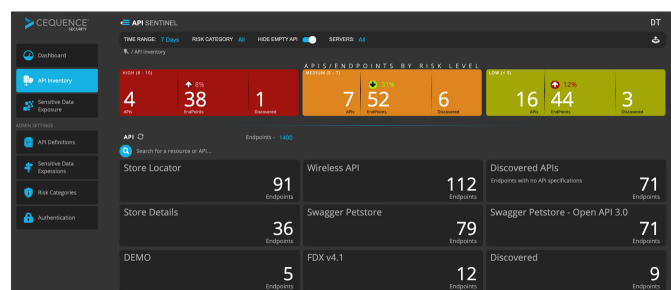 CEQUENCE
SECURITY
API SENTINEL
DT
TIME RANGE: 7 Days RISK CATEGORY All HIDE EMPTY API SERVERS: All
/ API Inventory
Dashboard
API Inventory
Sensitive Data
Exposure
ADMIN SETTINGS
API Definitions
Sensitive Data
Expessions
Risk Categories
Authentication
APIS/ENDPOINTS BY RISK LEVEL
HIGH (8 - 10)
8%
4 38 1
APIs EndPoints Discovered
MEDIUM (5 - 7)
31%
7 52 6
APIs EndPoints Discovered
LOW (< 5)
12%
16 44 3
APIs EndPoints Discovered
API Endpoints - 1400
Search for a resource or API...
Store Locator
91
Endpoints
Wireless API
112
Endpoints
Discovered APIs
Endpoints with no API specifications
71
Endpoints
Store Details
36
Endpoints
Swagger Petstore
79
Endpoints
Swagger Petstore - Open API 3.0
71
Endpoints
DEMO
5
Endpoints
FDX v4.1
12
Endpoints
Discovered
9
Endpoints